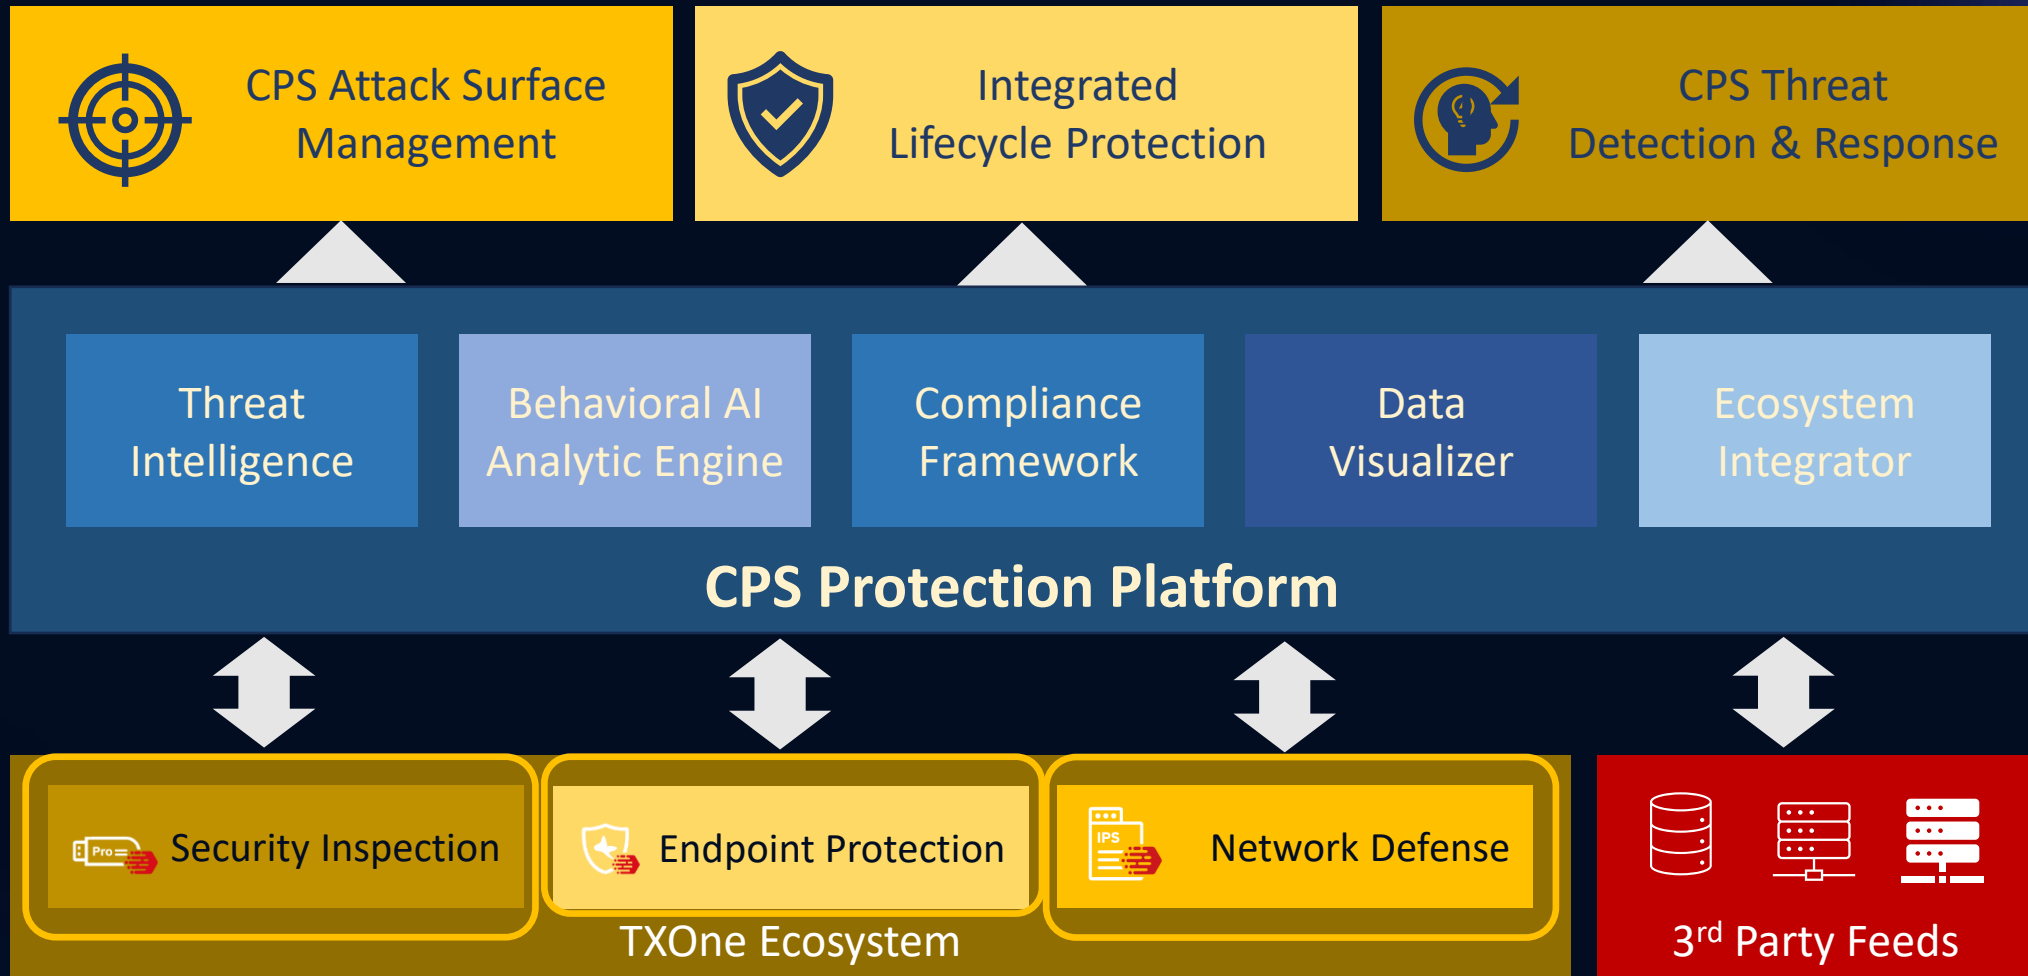 CPS Attack Surface
Management
Integrated
Lifecycle Protection
CPS Threat
Detection & Response
Threat
Intelligence
Behavioral AI
Analytic Engine
Compliance
Framework
Data
Visualizer
Ecosystem
Integrator
CPS Protection Platform
Pro
Security Inspection
Endpoint Protection
IPS
Network Defense
TXOne Ecosystem
3rd Party Feeds